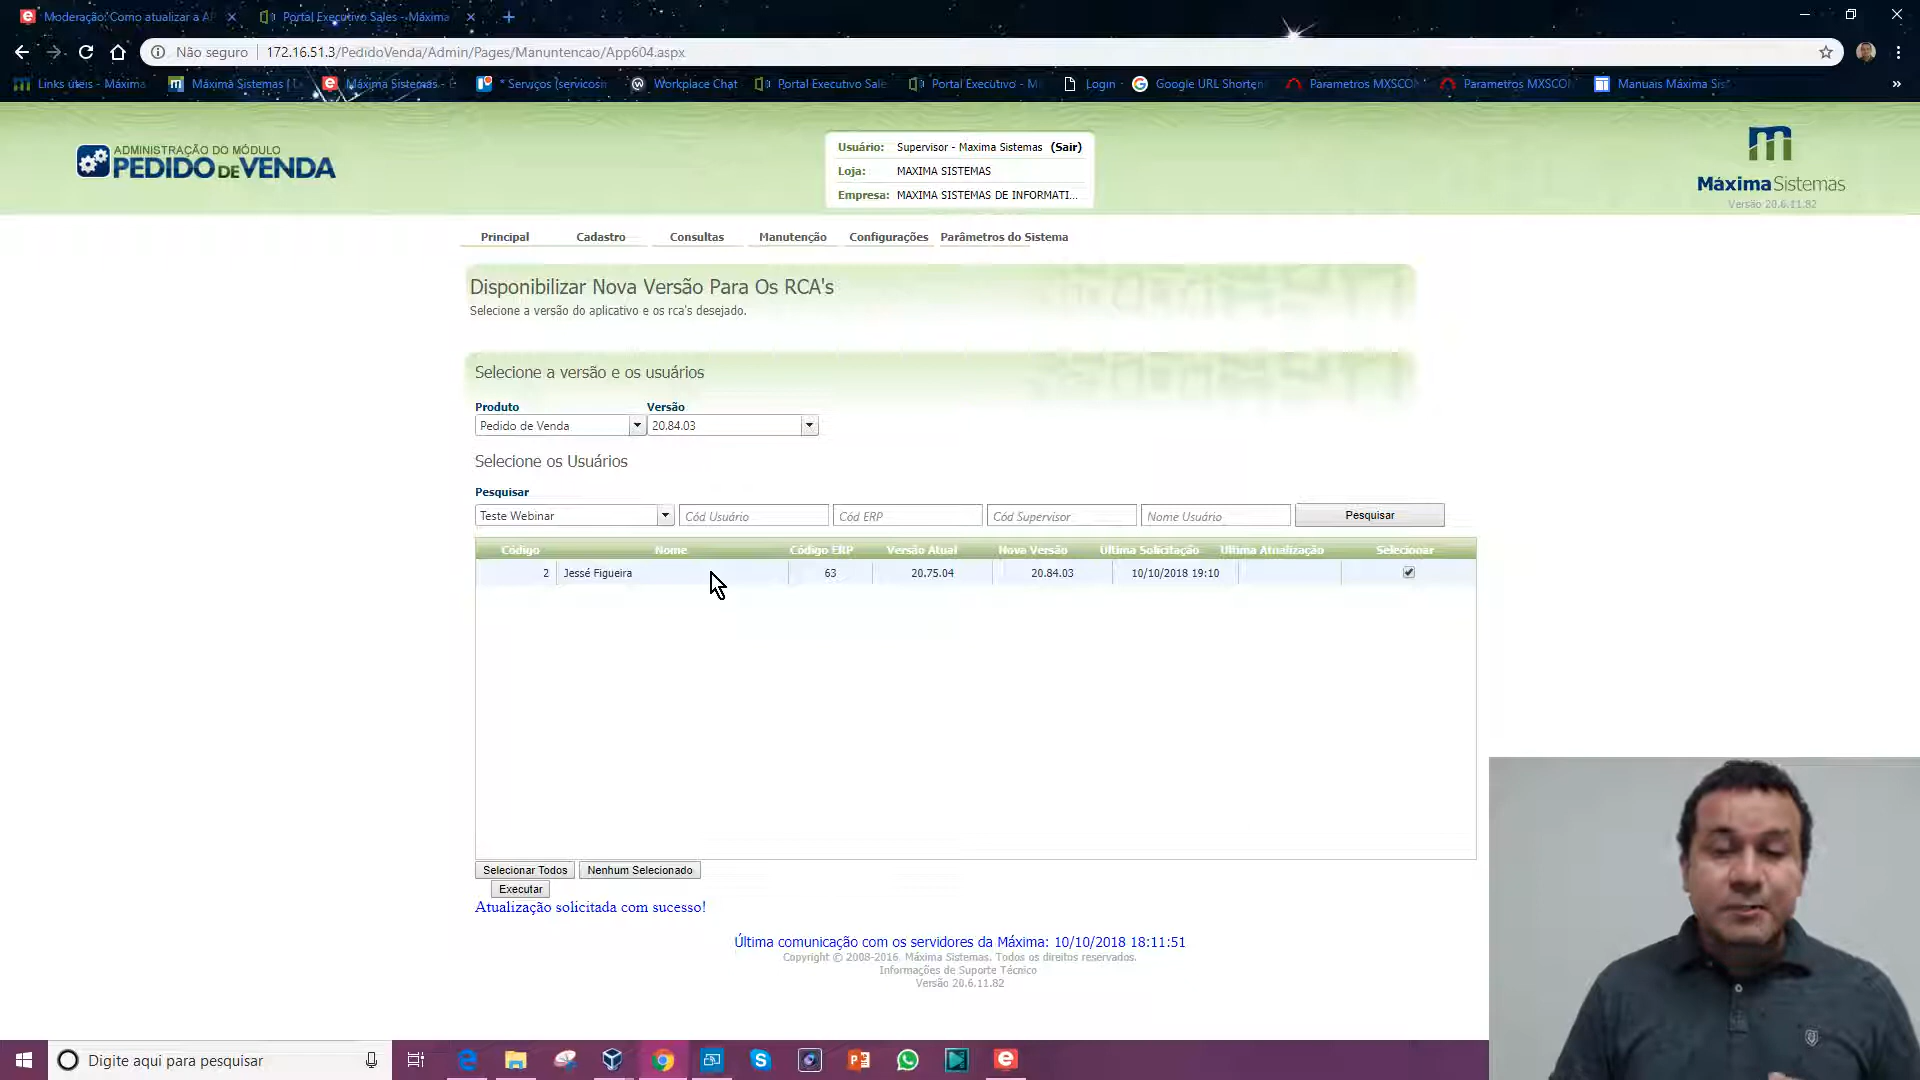 Moderação: Como atualizar a A
Portal Executivo Sales - Máxima
Não seguro
172.16.51.3/PedidoVenda/Admin/Pages/Manuntencao/App604.aspx
Links úteis - Máxima
Máxima Sistemas |
Máxima Sistemas - E
* Serviços (servicosn
Workplace Chat
Portal Executivo Sale
Portal Executivo - M
Login
Google URL Shorten
Parametros MXSCOM
Parametros MXSCOM
Manuais Máxima Sis
»
ADMINISTRAÇÃO DO MÓDULO
PEDIDO DE VENDA
Usuário: Supervisor - Maxima Sistemas (Sair)
Loja: MAXIMA SISTEMAS
Empresa: MAXIMA SISTEMAS DE INFORMATI...
m
MáximaSistemas
Versão 20.6.11.82
Principal Cadastro Consultas Manutenção Configurações Parâmetros do Sistema
Disponibilizar Nova Versão Para Os RCA's
Selecione a versão do aplicativo e os rca's desejado.
Selecione a versão e os usuários
Produto Versão
Pedido de Venda 20.84.03
Selecione os Usuários
Pesquisar
Teste Webinar Cód Usuário Cód ERP Cód Supervisor Nome Usuário Pesquisar
Código Nome Código ERP Versão Atual Nova Versão Ultima Solicitação Ultima Atualização Selecionar
2 Jessé Figueira 63 20.75.04 20.84.03 10/10/2018 19:10
Selecionar Todos Nenhum Selecionado
Executar
Atualização solicitada com sucesso!
Última comunicação com os servidores da Máxima: 10/10/2018 18:11:51
Copyright © 2008-2016 Máxima Sistemas. Todos os direitos reservados.
Informações de Suporte Técnico
Versão 20.6.11.82
Digite aqui para pesquisar